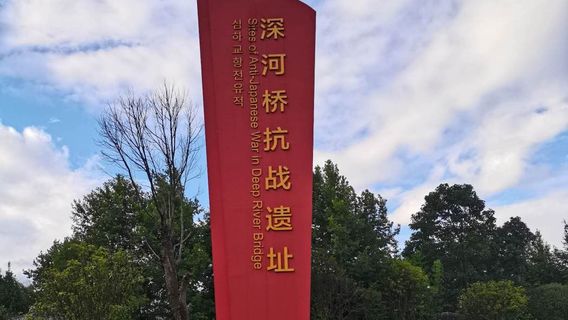 深河桥抗战遗址
Sites of Anti-Japanese War in Deep River Bridge
심하교항전유적